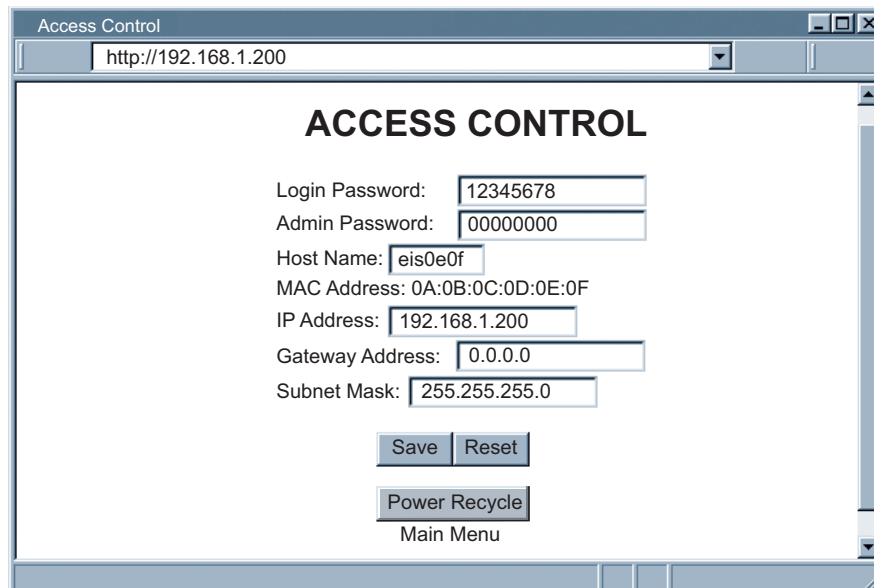 Access Control
http://192.168.1.200
ACCESS CONTROL
Login Password: 12345678
Admin Password: 00000000
Host Name: eis0e0f
MAC Address: 0A:0B:0C:0D:0E:0F
IP Address: 192.168.1.200
Gateway Address: 0.0.0.0
Subnet Mask: 255.255.255.0
Save Reset
Power Recycle
Main Menu